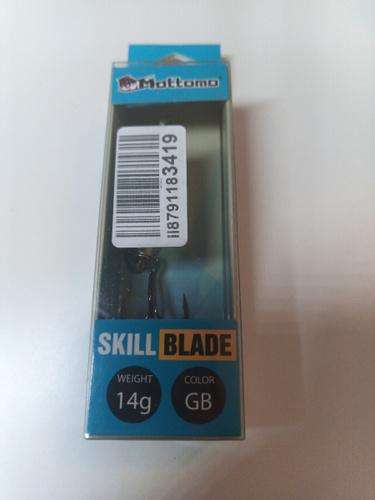 Mottomo
ii8791183419
SKILL BLADE
WEIGHT
14g
COLOR
GB